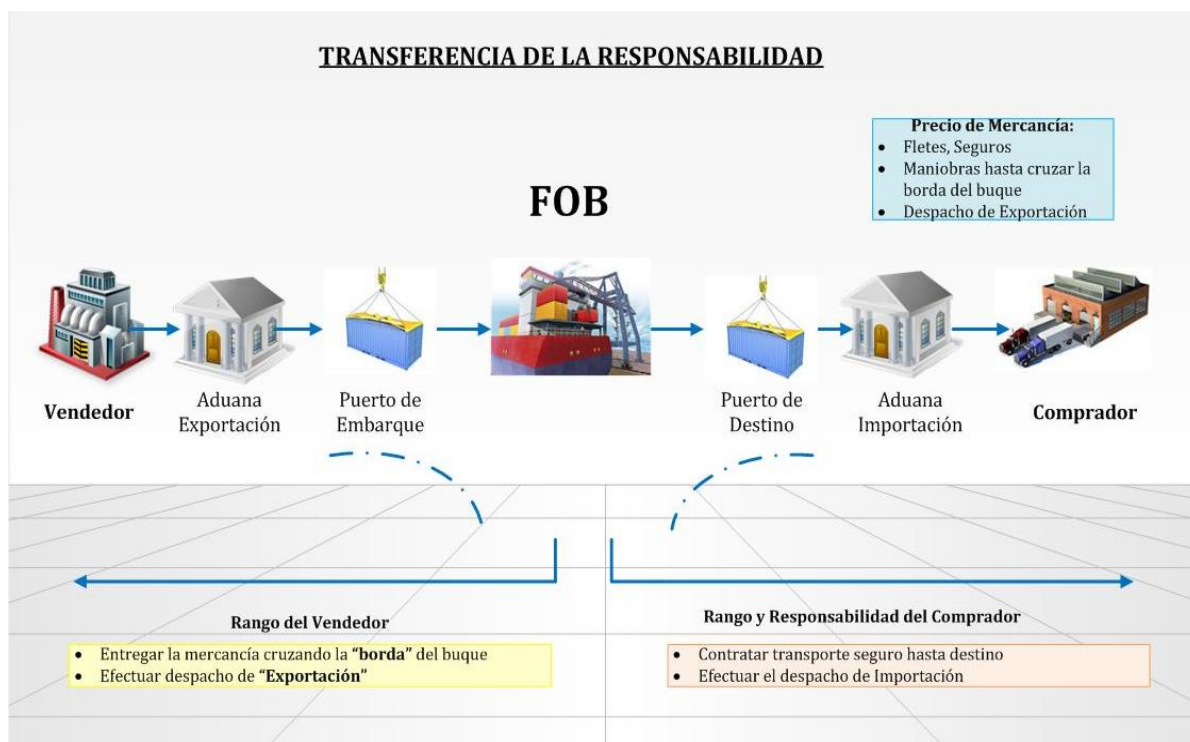 TRANSFERENCIA DE LA RESPONSABILIDAD
Precio de Mercancía:
• Fletes, Seguros
• Maniobras hasta cruzar la
borda del buque
• Despacho de Exportación
FOB
Vendedor
Aduana
Exportación
Puerto de
Embarque
Puerto de
Destino
Aduana
Importación
Comprador
Rango del Vendedor
• Entregar la mercancía cruzando la “borda” del buque
• Efectuar despacho de “Exportación”
Rango y Responsabilidad del Comprador
• Contratar transporte seguro hasta destino
• Efectuar el despacho de Importación